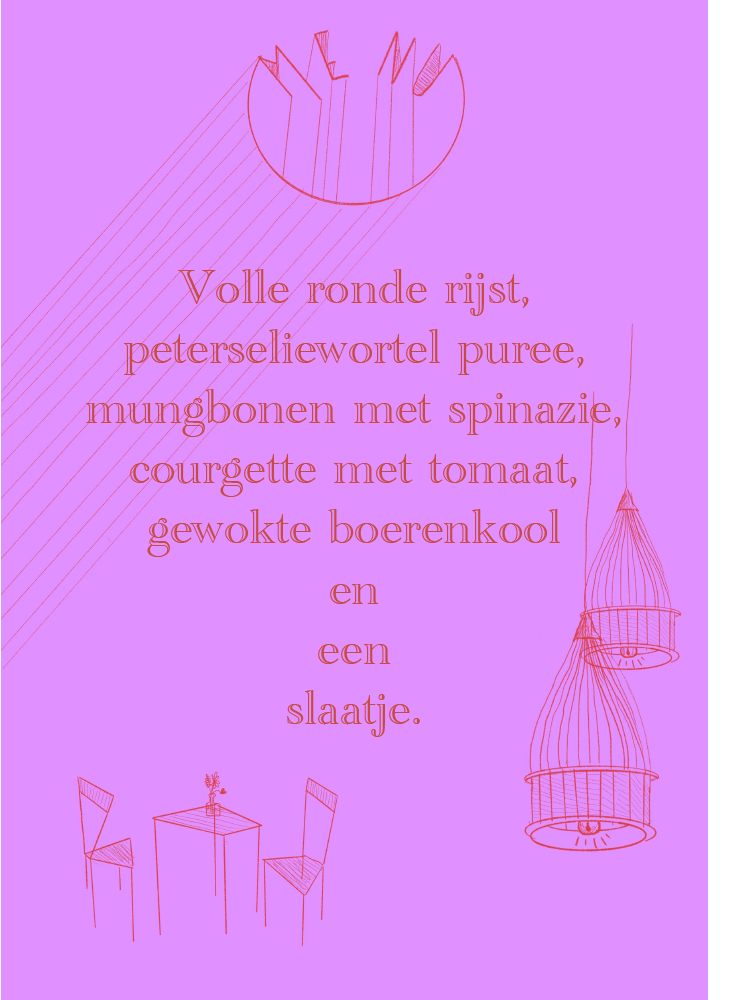 Volle ronde rijst,
peterseliewortel puree,
mungbonen met spinazie,
courgette met tomaat,
gewokte boerenkool
en
een
slaatje.